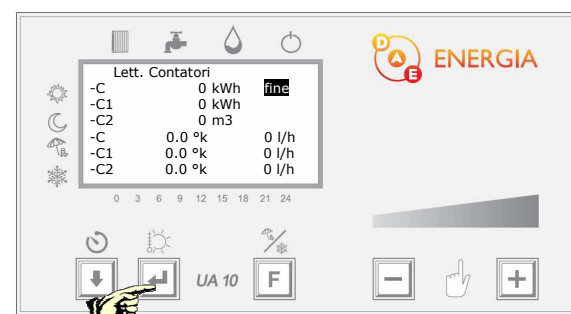 D A E ENERGIA
Lett. Contatori
-C 0 kWh fine
-C1 0 kWh
-C2 0 m3
-C 0.0 °k 0 l/h
-C1 0.0 °k 0 l/h
-C2 0.0 °k 0 l/h
0 3 6 9 12 15 18 21 24
UA 10 F
− +